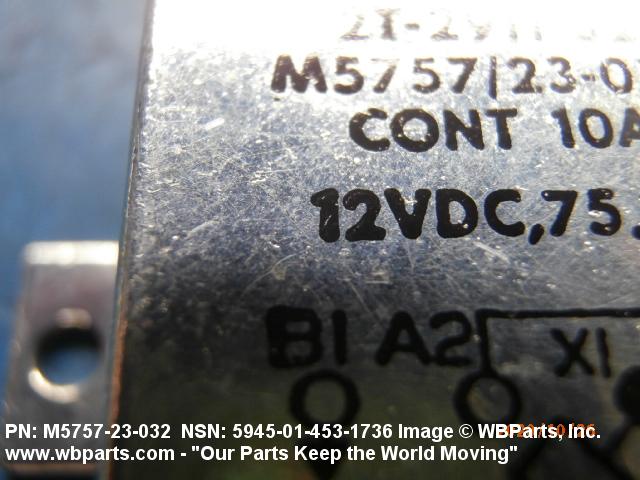 M5757/23-0
CONT 10A
12VDC,75.
B1 A2 X1
PN: M5757-23-032 NSN: 5945-01-453-1736 Image © WBParts, Inc.
www.wbparts.com - "Our Parts Keep the World Moving"